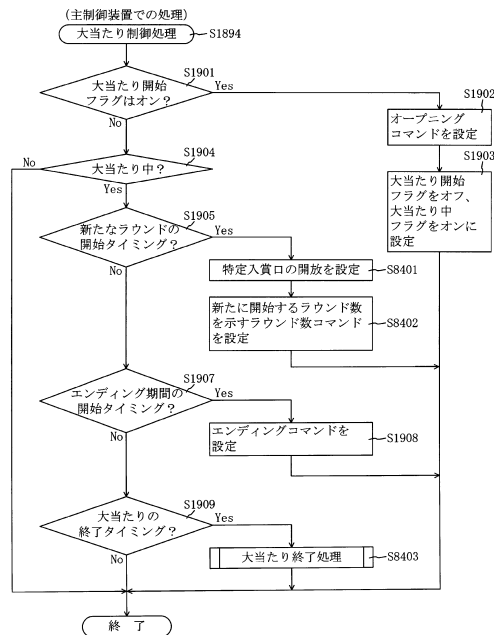 (主制御装置での処理)
大当たり制御処理
S1894
大当たり開始
フラグはオン？
S1901
Yes
No
S1902
オープニング
コマンドを設定
S1903
大当たり開始
フラグをオフ、
大当たり中
フラグをオンに
設定
S1904
大当たり中？
No
Yes
S1905
新たなラウンドの
開始タイミング？
Yes
No
特定入賞口の開放を設定
S8401
新たに開始するラウンド数
を示すラウンド数コマンド
を設定
S8402
S1907
エンディング期間の
開始タイミング？
Yes
No
エンディングコマンドを
設定
S1908
S1909
大当たりの
終了タイミング？
Yes
No
大当たり終了処理
S8403
終 了